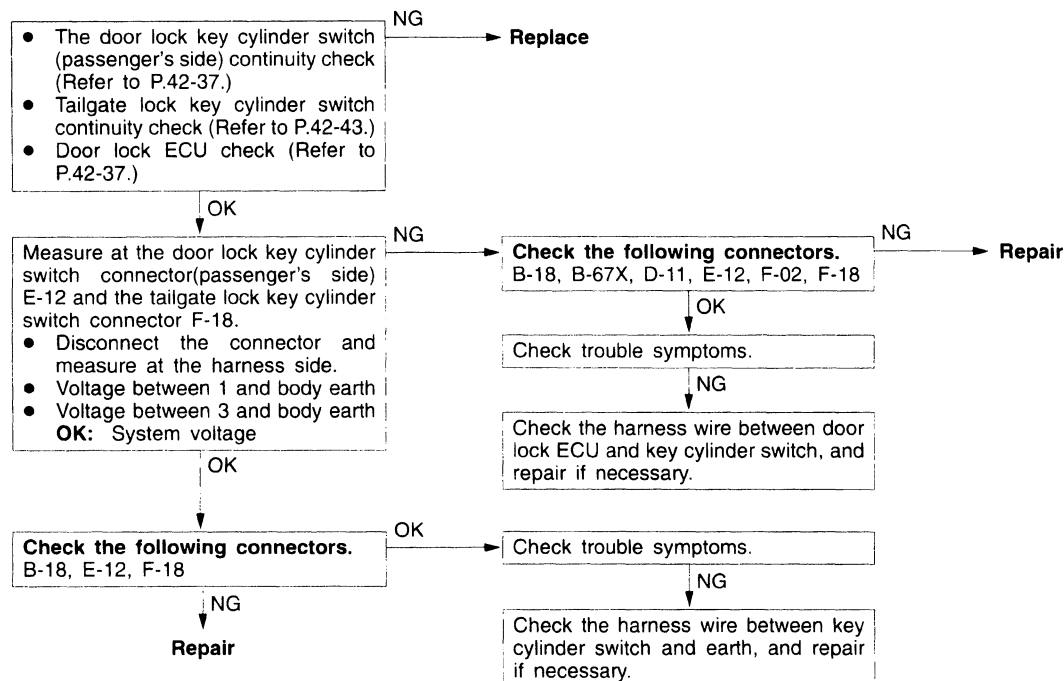 NG
● The door lock key cylinder switch
(passenger's side) continuity check
(Refer to P.42-37.)
● Tailgate lock key cylinder switch
continuity check (Refer to P.42-43.)
● Door lock ECU check (Refer to
P.42-37.)
Replace
OK
Measure at the door lock key cylinder
switch connector(passenger's side)
E-12 and the tailgate lock key cylinder
switch connector F-18.
● Disconnect the connector and
measure at the harness side.
● Voltage between 1 and body earth
● Voltage between 3 and body earth
OK: System voltage
NG
Check the following connectors.
B-18, B-67X, D-11, E-12, F-02, F-18
NG
Repair
OK
Check trouble symptoms.
NG
Check the harness wire between door
lock ECU and key cylinder switch, and
repair if necessary.
OK
Check the following connectors.
B-18, E-12, F-18
OK
Check trouble symptoms.
NG
Check the harness wire between key
cylinder switch and earth, and repair
if necessary.
NG
Repair